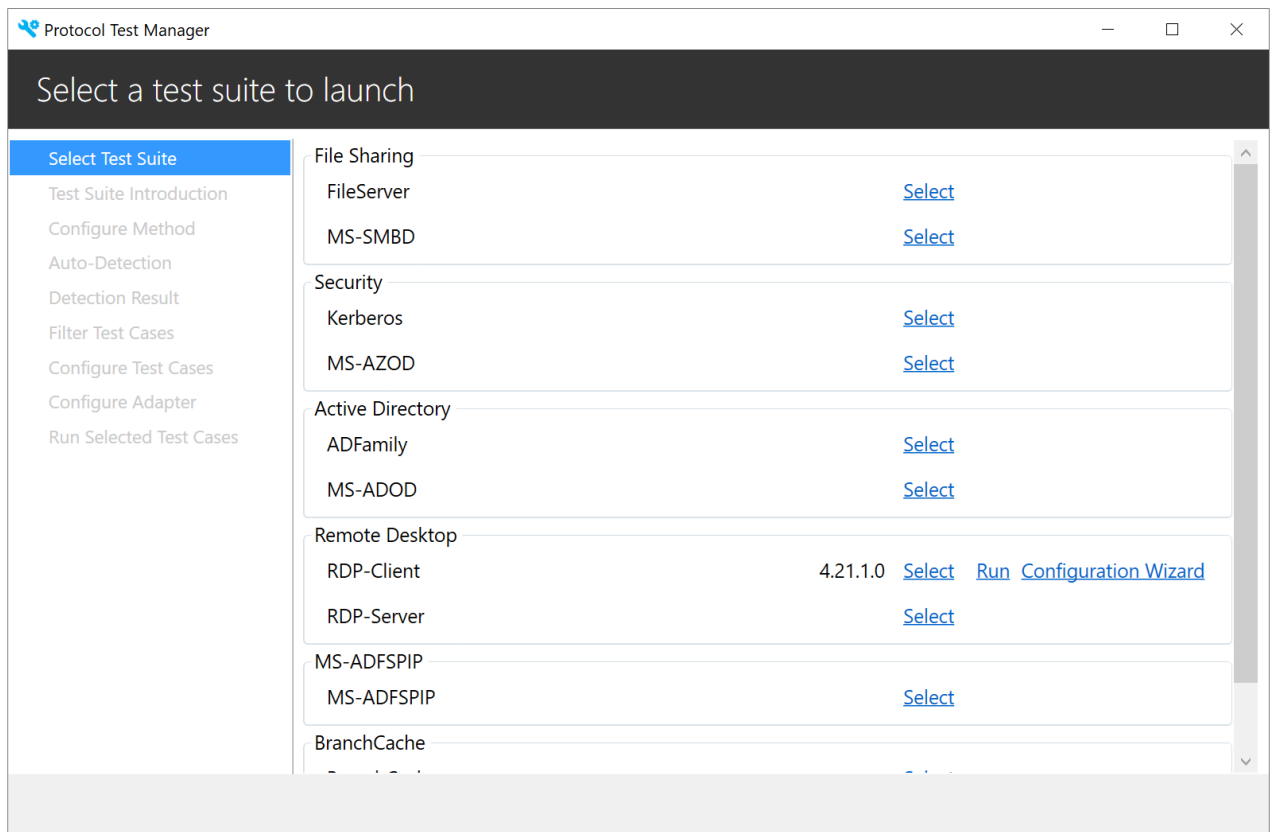 Protocol Test Manager
Select a test suite to launch
Select Test Suite
Test Suite Introduction
Configure Method
Auto-Detection
Detection Result
Filter Test Cases
Configure Test Cases
Configure Adapter
Run Selected Test Cases
File Sharing
FileServer Select
MS-SMBD Select
Security
Kerberos Select
MS-AZOD Select
Active Directory
ADFamily Select
MS-ADOD Select
Remote Desktop
RDP-Client 4.21.1.0 Select Run Configuration Wizard
RDP-Server Select
MS-ADFSPIP
MS-ADFSPIP Select
BranchCache